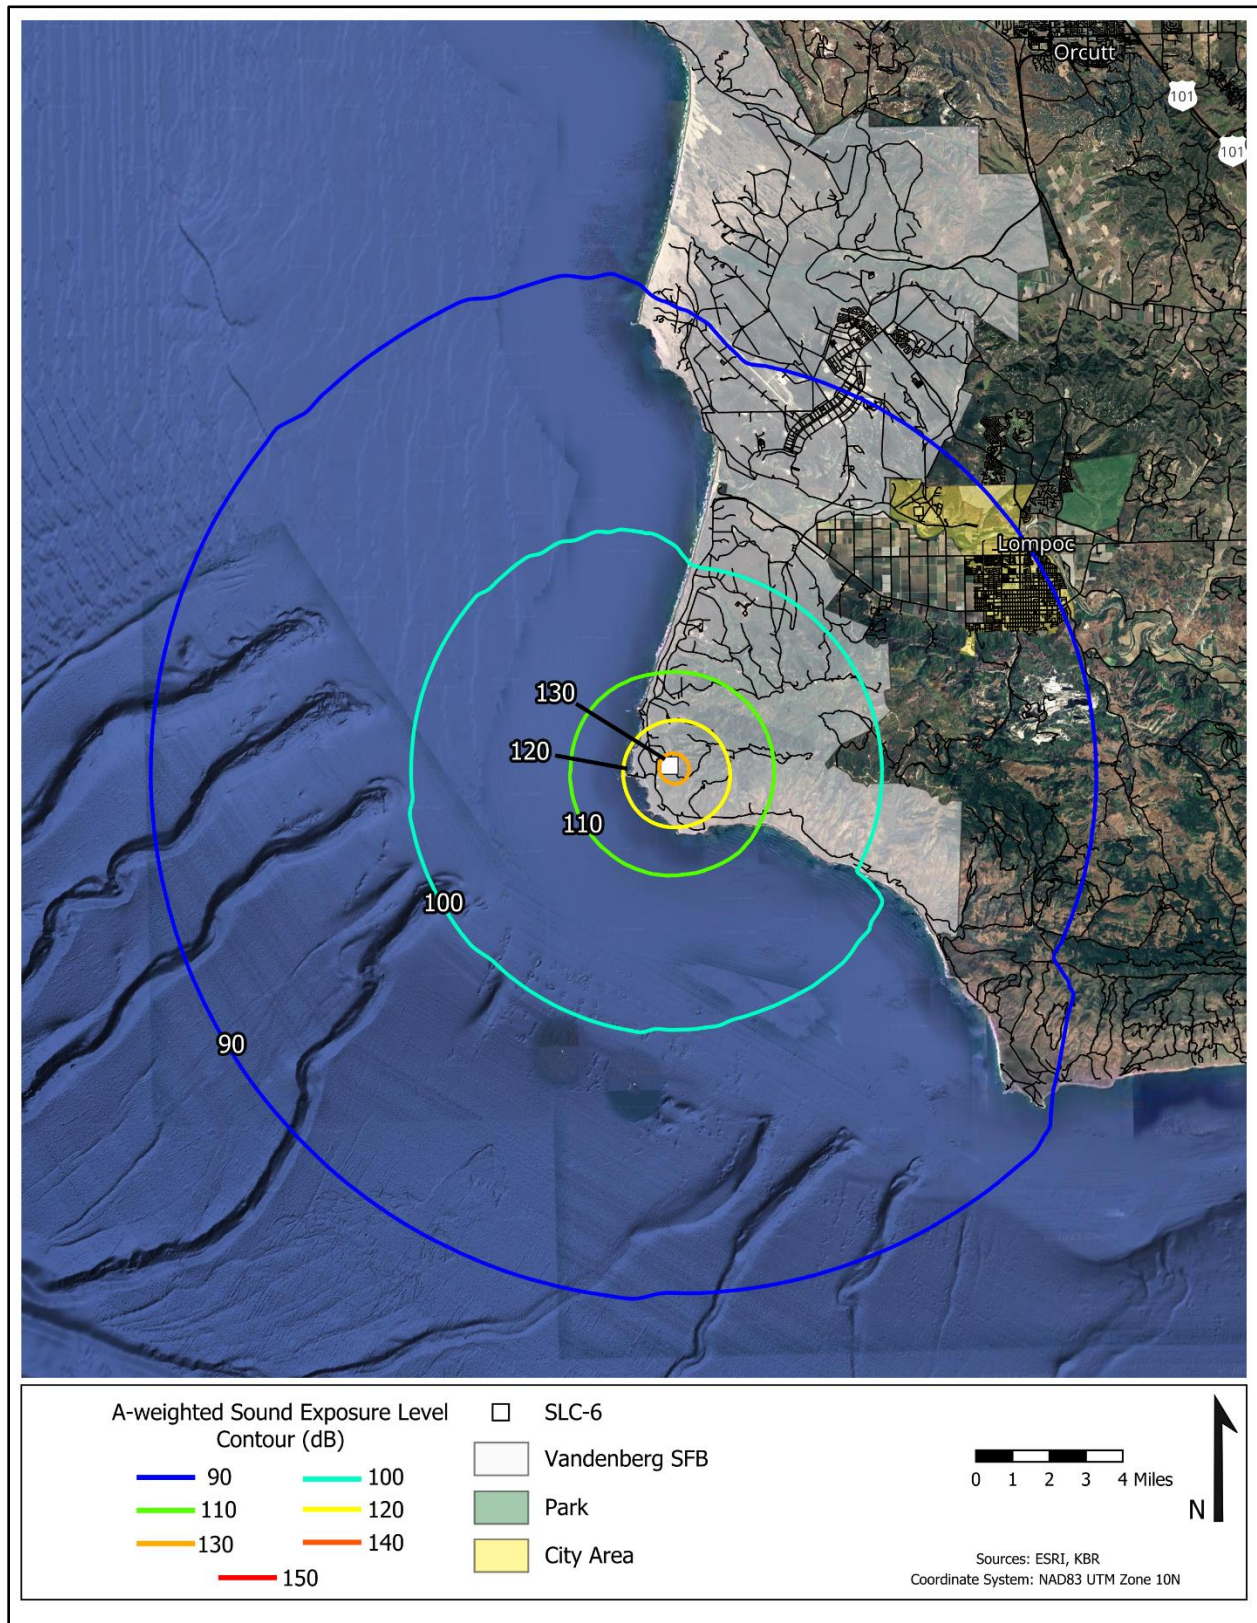 Orcutt
101
101
Lompoc
130
120
110
100
90
A-weighted Sound Exposure Level
Contour (dB)
90
100
110
120
130
140
150
SLC-6
Vandenberg SFB
Park
City Area
0 1 2 3 4 Miles
N
Sources: ESRI, KBR
Coordinate System: NAD83 UTM Zone 10N